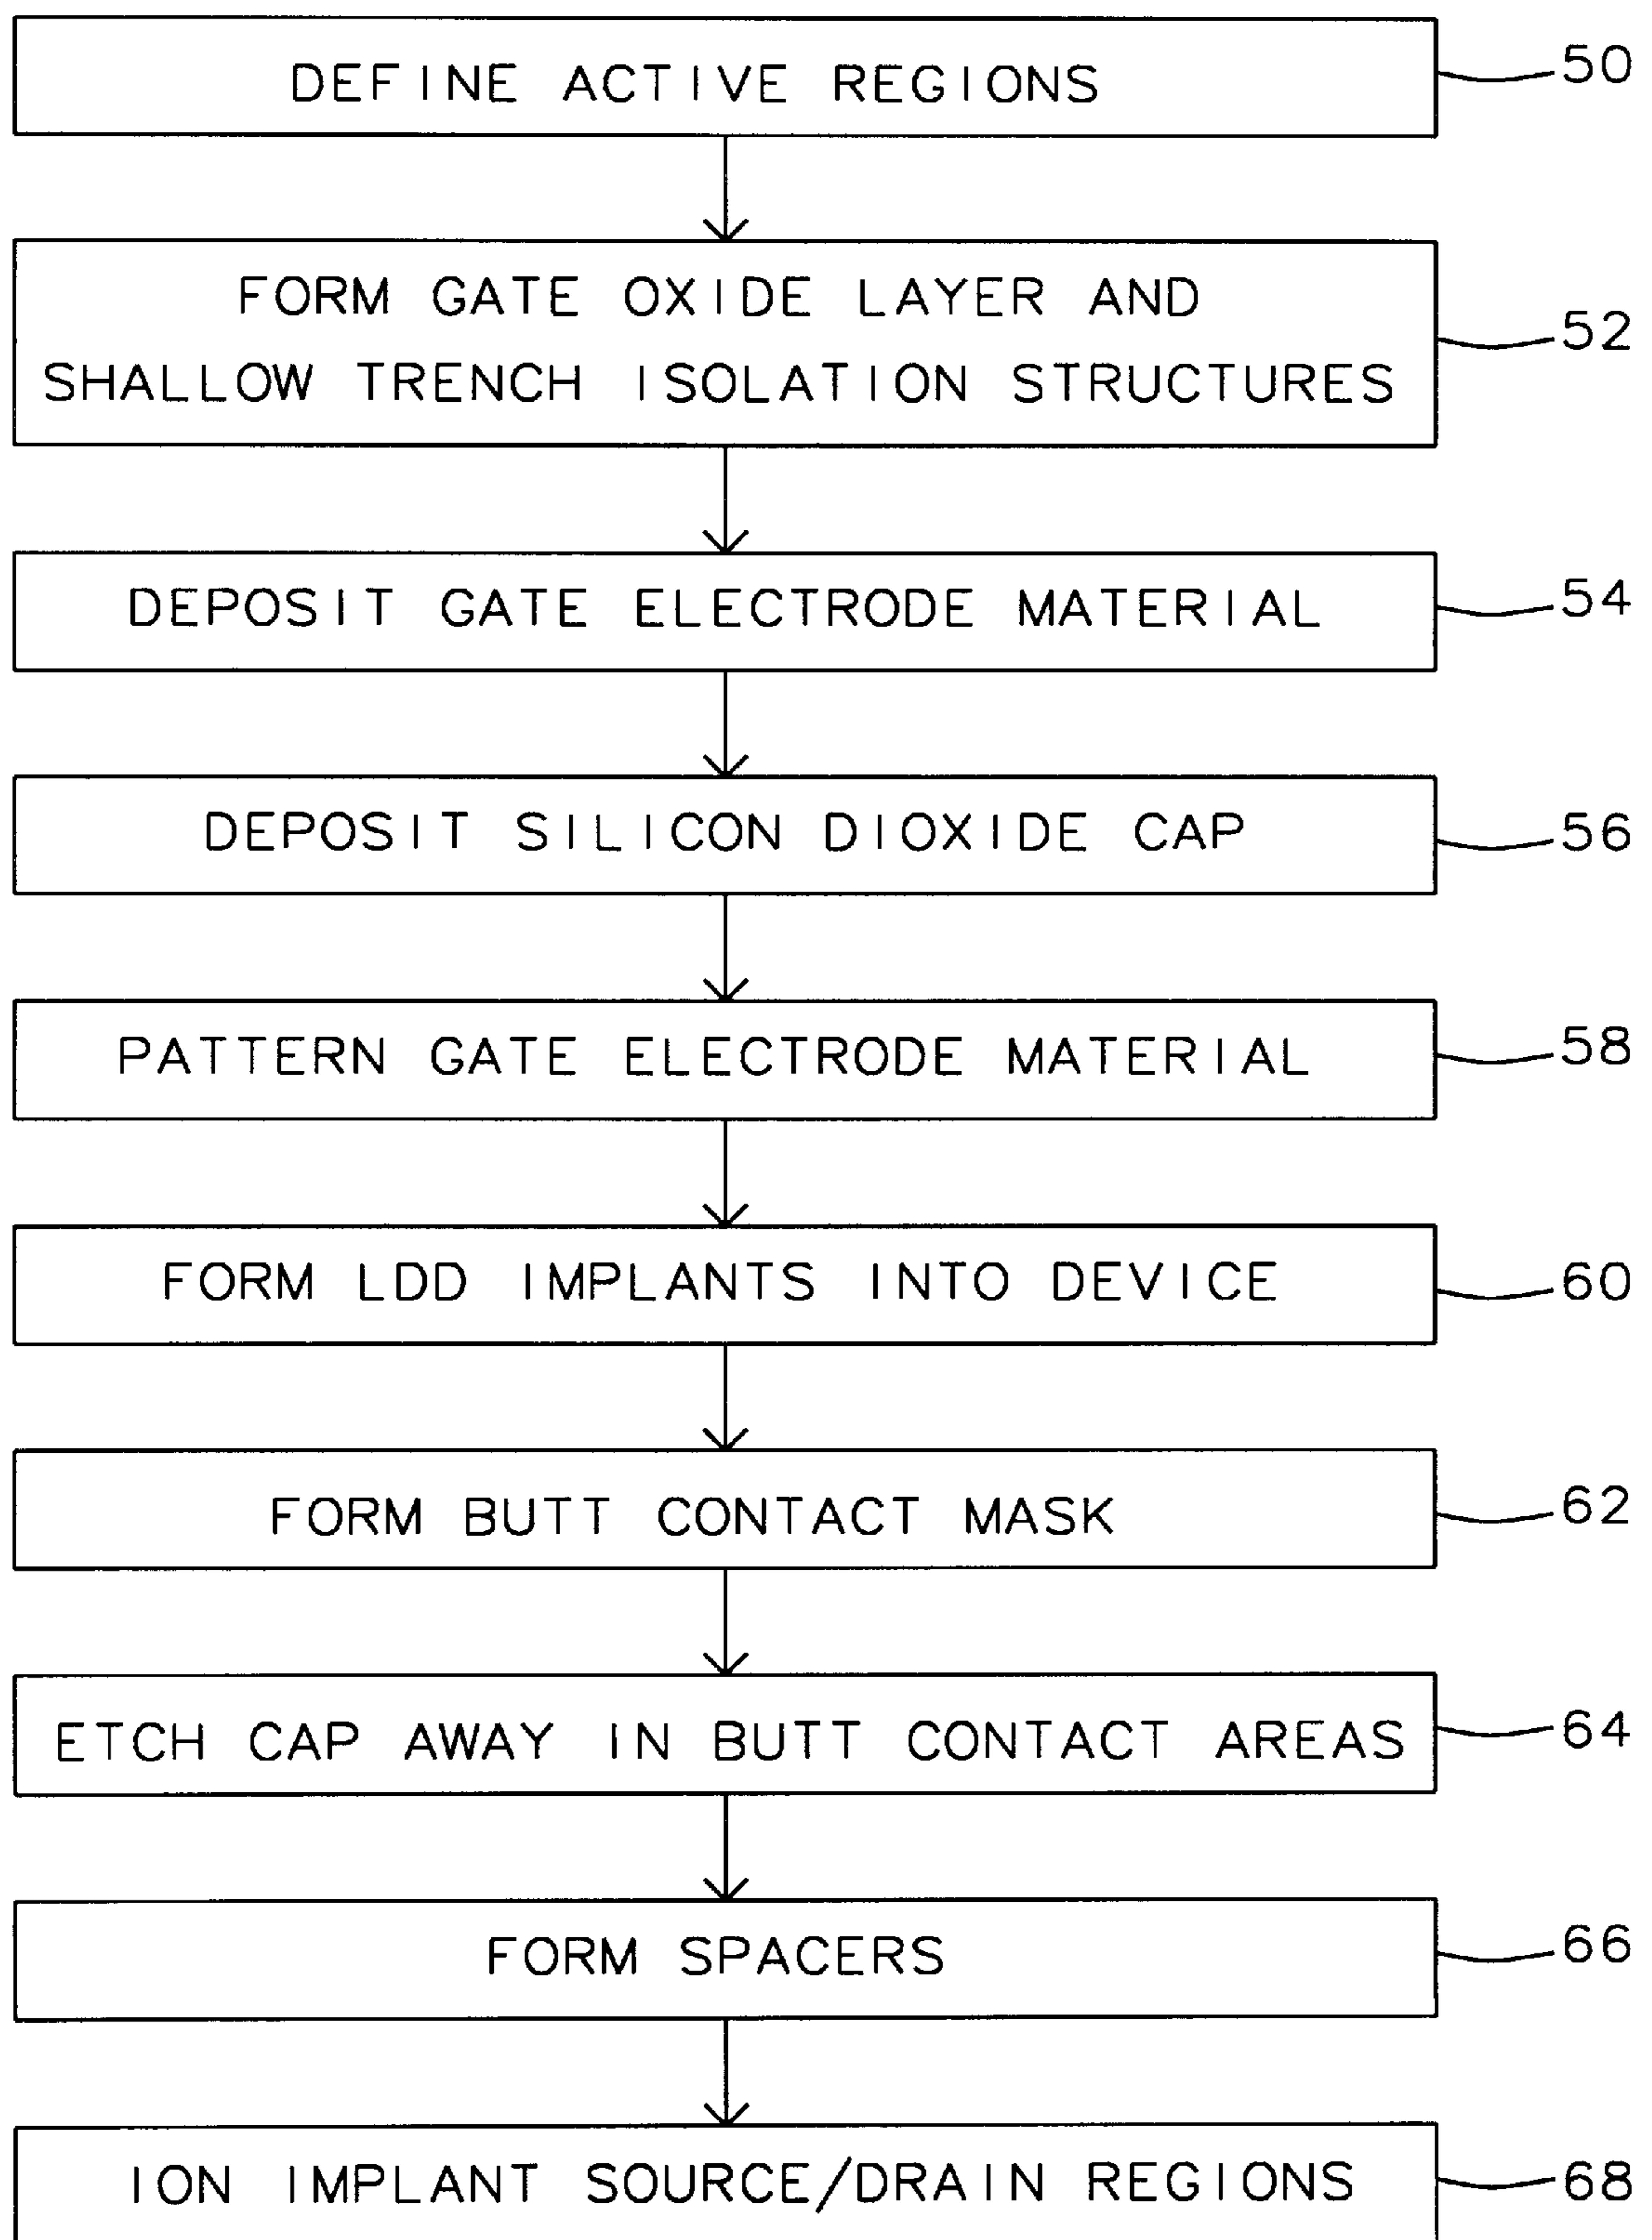 DEFINE ACTIVE REGIONS 50
FORM GATE OXIDE LAYER AND
SHALLOW TRENCH ISOLATION STRUCTURES 52
DEPOSIT GATE ELECTRODE MATERIAL 54
DEPOSIT SILICON DIOXIDE CAP 56
PATTERN GATE ELECTRODE MATERIAL 58
FORM LDD IMPLANTS INTO DEVICE 60
FORM BUTT CONTACT MASK 62
ETCH CAP AWAY IN BUTT CONTACT AREAS 64
FORM SPACERS 66
ION IMPLANT SOURCE/DRAIN REGIONS 68